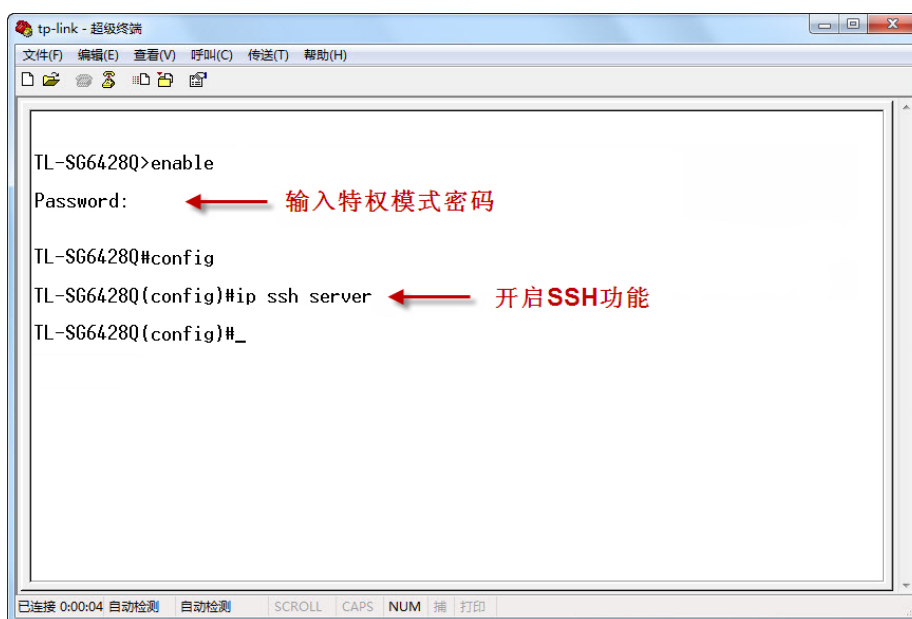 tp-link - 超级终端
文件(F) 编辑(E) 查看(V) 呼叫(C) 传送(T) 帮助(H)
TL-SG6428Q>enable
Password: 输入特权模式密码
TL-SG6428Q#config
TL-SG6428Q(config)#ip ssh server 开启SSH功能
TL-SG6428Q(config)#_
已连接 0:00:04 自动检测 自动检测 SCROLL CAPS NUM 捕 打印